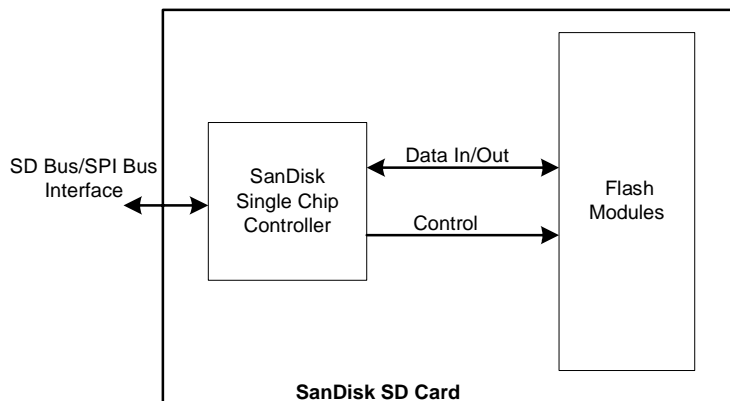 SD Bus/SPI Bus
Interface
SanDisk
Single Chip
Controller
Data In/Out
Control
Flash
Modules
SanDisk SD Card